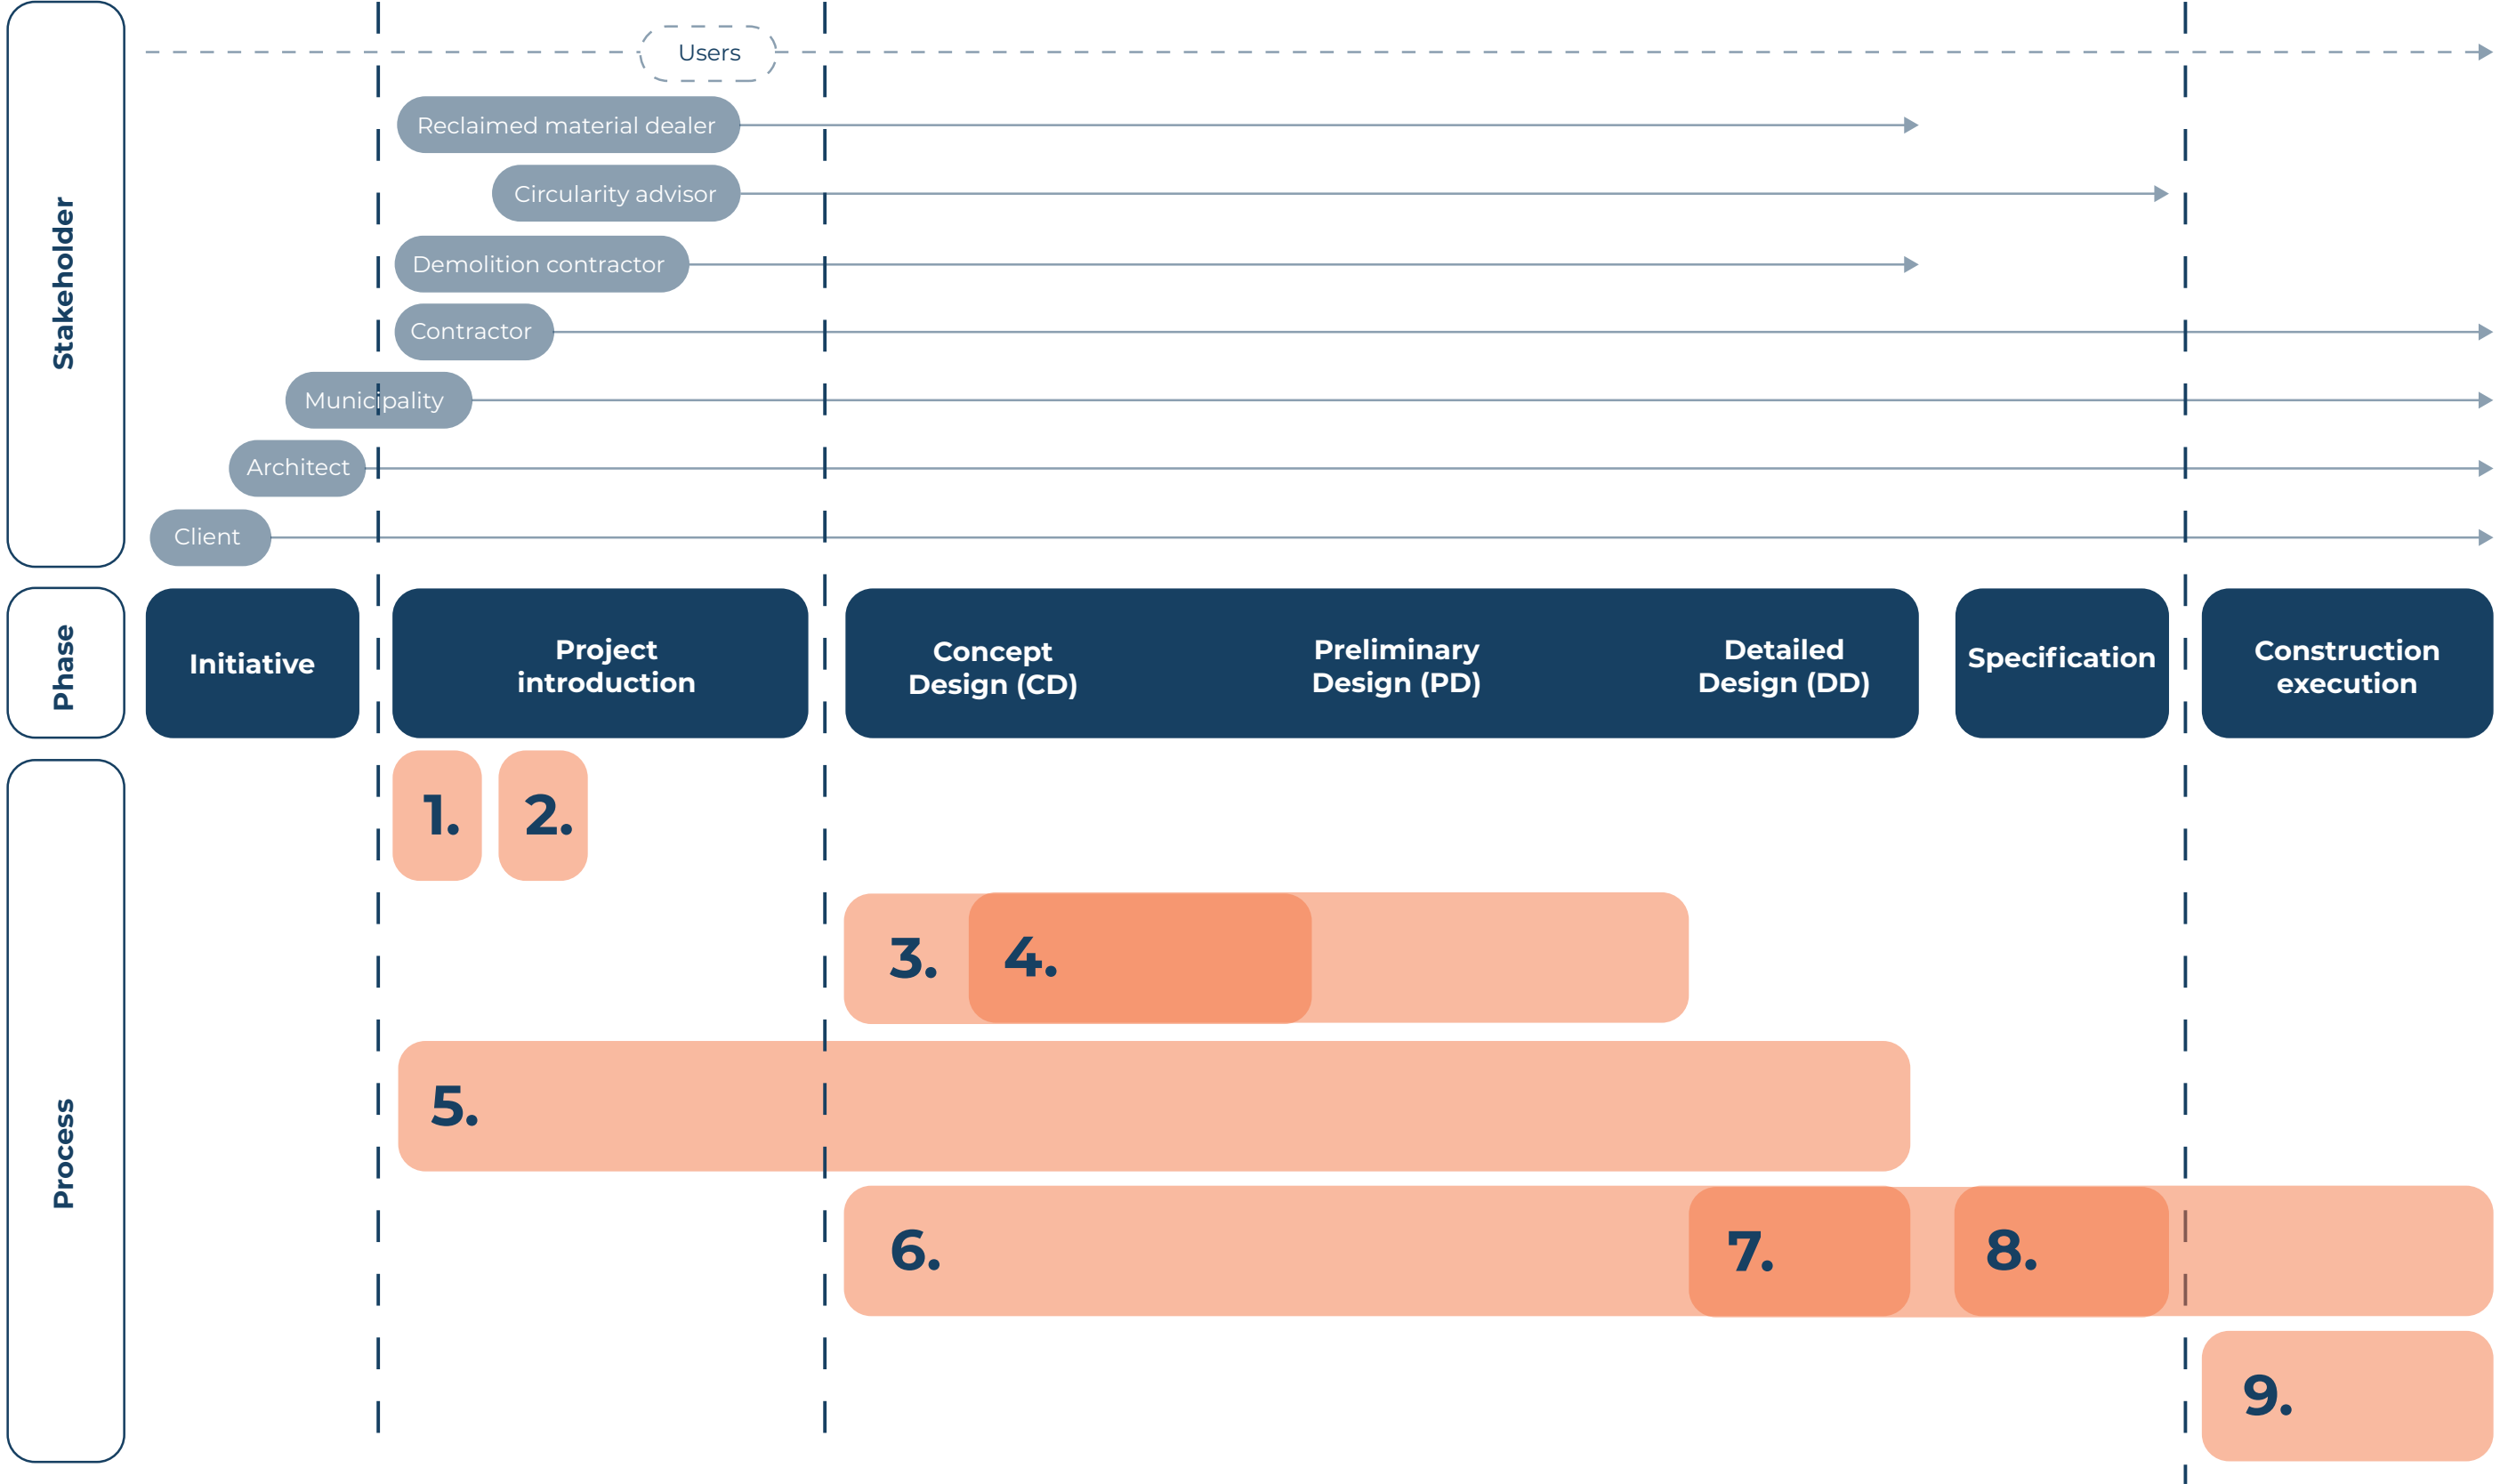 Stakeholder
Users
Reclaimed material dealer
Circularity advisor
Demolition contractor
Contractor
Municipality
Architect
Client
Phase
Initiative
Project
introduction
Concept
Design (CD)
Preliminary
Design (PD)
Detailed
Design (DD)
Specification
Construction
execution
Process
1.
2.
3.
4.
5.
6.
7.
8.
9.